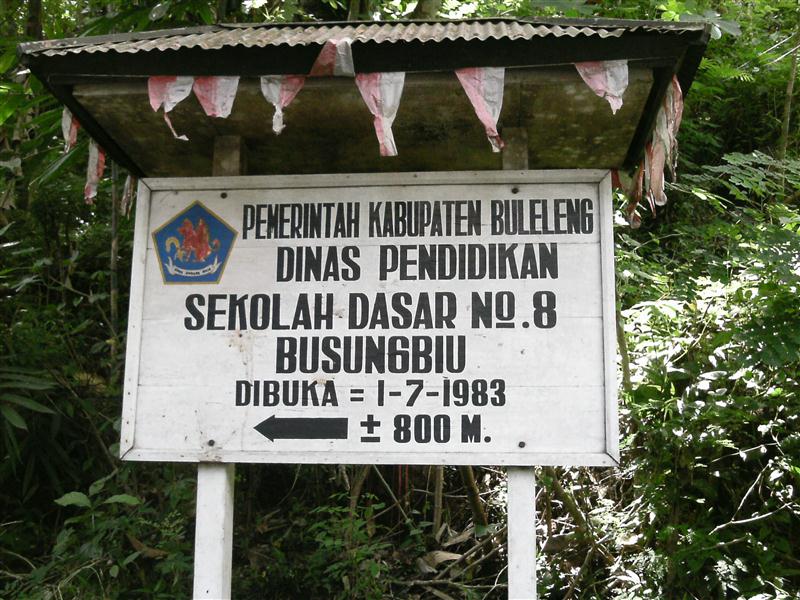 PEMERINTAH KABUPATEN BULELENG
DINAS PENDIDIKAN
SEKOLAH DASAR No.8
BUSUNGBIU
DIBUKA = 1-7-1983
← ± 800 M.